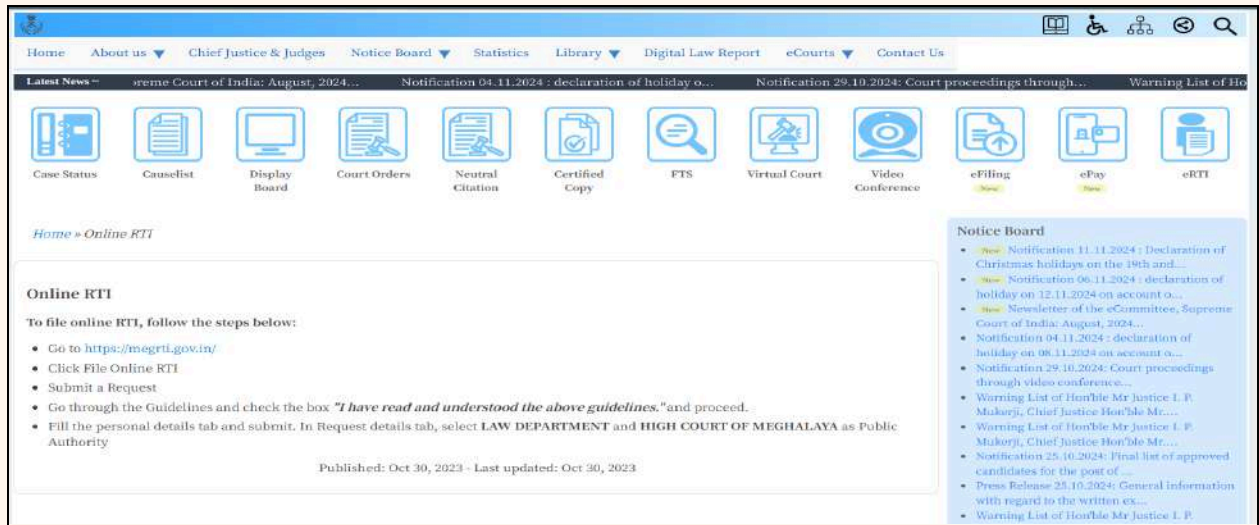 Home About us Chief Justice & Judges Notice Board Statistics Library Digital Law Report eCourts Contact Us
Latest News preme Court of India: August, 2024... Notification 04.11.2024 : declaration of holiday o... Notification 29.10.2024: Court proceedings through... Warning List of Ho
Case Status Causelist Display Court Orders Neutral Certified FTS Virtual Court Video eFiling ePay eRTI
Board Citation Copy Conference New New
Home » Online RTI
Online RTI
To file online RTI, follow the steps below:
• Go to https://megrti.gov.in/
• Click File Online RTI
• Submit a Request
• Go through the Guidelines and check the box "I have read and understood the above guidelines."and proceed.
• Fill the personal details tab and submit. In Request details tab, select LAW DEPARTMENT and HIGH COURT OF MEGHALAYA as Public
Authority
Published: Oct 30, 2023 - Last updated: Oct 30, 2023
Notice Board
• New Notification 11.11.2024 : Declaration of
Christmas holidays on the 19th and...
• New Notification 06.11.2024 : declaration of
holiday on 12.11.2024 on account o...
• New Newsletter of the eCommittee, Supreme
Court of India: August, 2024...
• Notification 04.11.2024 : declaration of
holiday on 08.11.2024 on account o...
• Notification 29.10.2024: Court proceedings
through video conference...
• Warning List of Hon'ble Mr Justice I. P.
Mukerji, Chief Justice Hon'ble Mr....
• Warning List of Hon'ble Mr Justice I. P.
Mukerji, Chief Justice Hon'ble Mr....
• Notification 25.10.2024: Final list of approved
candidates for the post of ...
• Press Release 25.10.2024: General information
with regard to the written ex...
• Warning List of Hon'ble Mr Justice I. P.